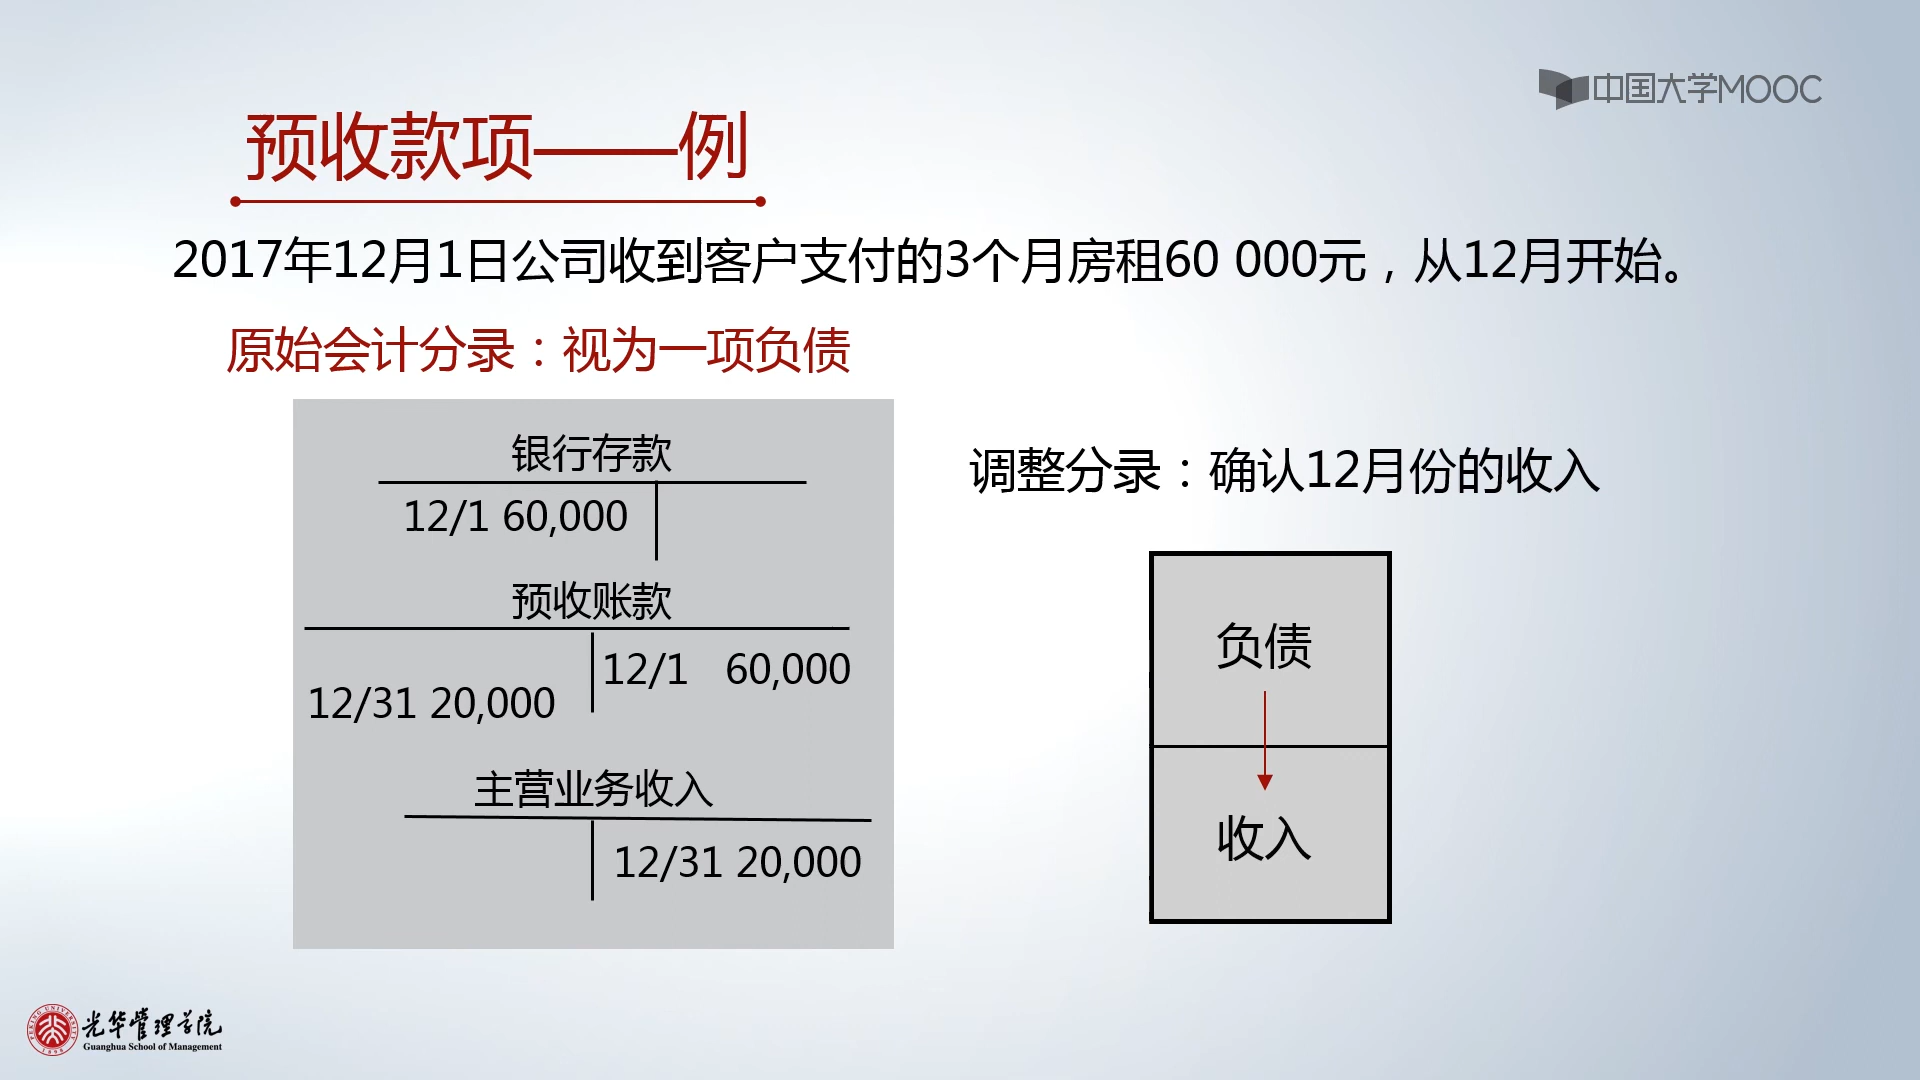 中国大学MOOC
预收款项——例
2017年12月1日公司收到客户支付的3个月房租60 000元，从12月开始。
原始会计分录：视为一项负债
银行存款
12/1 60,000
预收账款
12/1 60,000
12/31 20,000
主营业务收入
12/31 20,000
调整分录：确认12月份的收入
负债
收入
PEKING UNIVERSITY
1898
光华管理学院
Guanghua School of Management